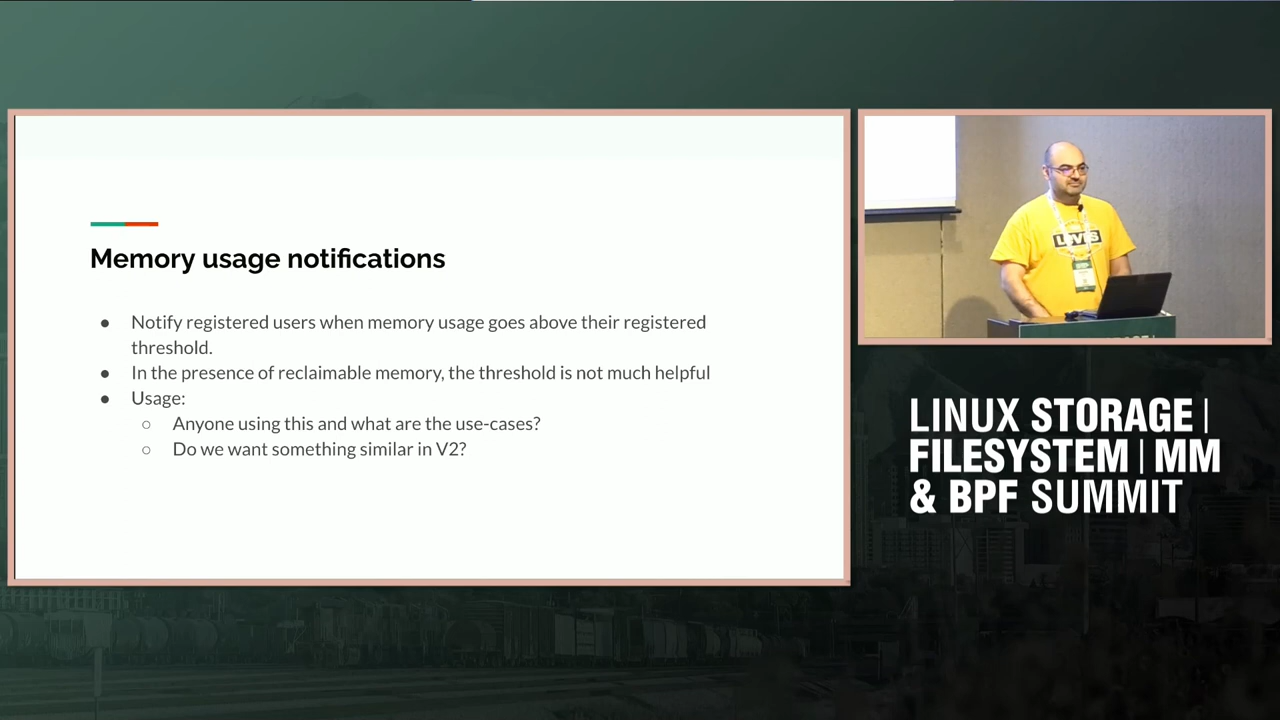 Memory usage notifications
● Notify registered users when memory usage goes above their registered
threshold.
● In the presence of reclaimable memory, the threshold is not much helpful
● Usage:
○ Anyone using this and what are the use-cases?
○ Do we want something similar in V2?
LINUX STORAGE |
FILESYSTEM | MM
& BPF SUMMIT